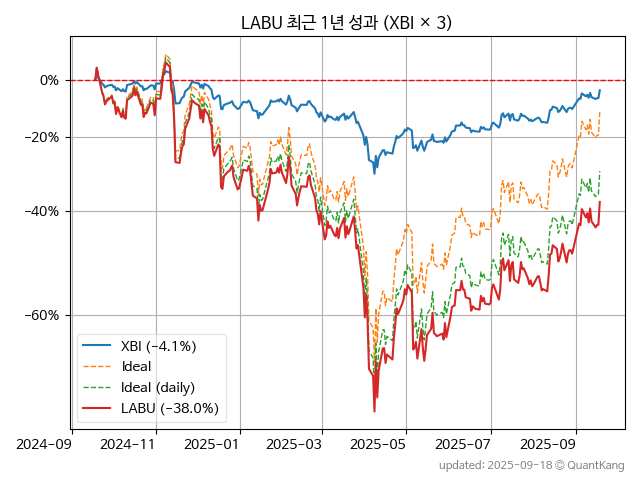 LABU 최근 1년 성과 (XBI × 3)
0%
−20%
−40%
−60%
XBI (−4.1%)
Ideal
Ideal (daily)
LABU (−38.0%)
2024-09 2024-11 2025-01 2025-03 2025-05 2025-07 2025-09
updated: 2025-09-18 © QuantKang